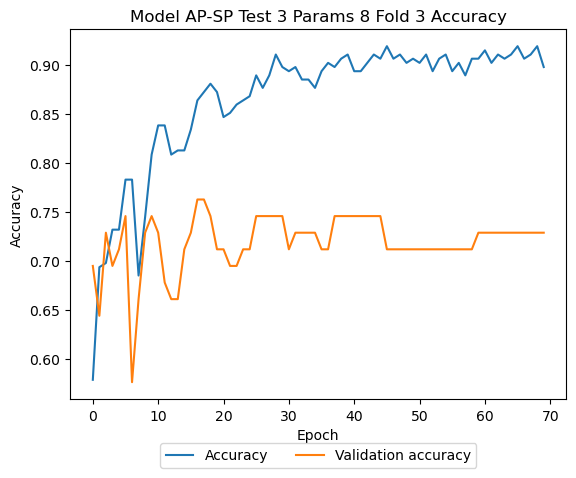 Model AP-SP Test 3 Params 8 Fold 3 Accuracy
0.90
0.85
0.80
0.75
0.70
0.65
0.60
Accuracy
0 10 20 30 40 50 60 70
Epoch
Accuracy Validation accuracy